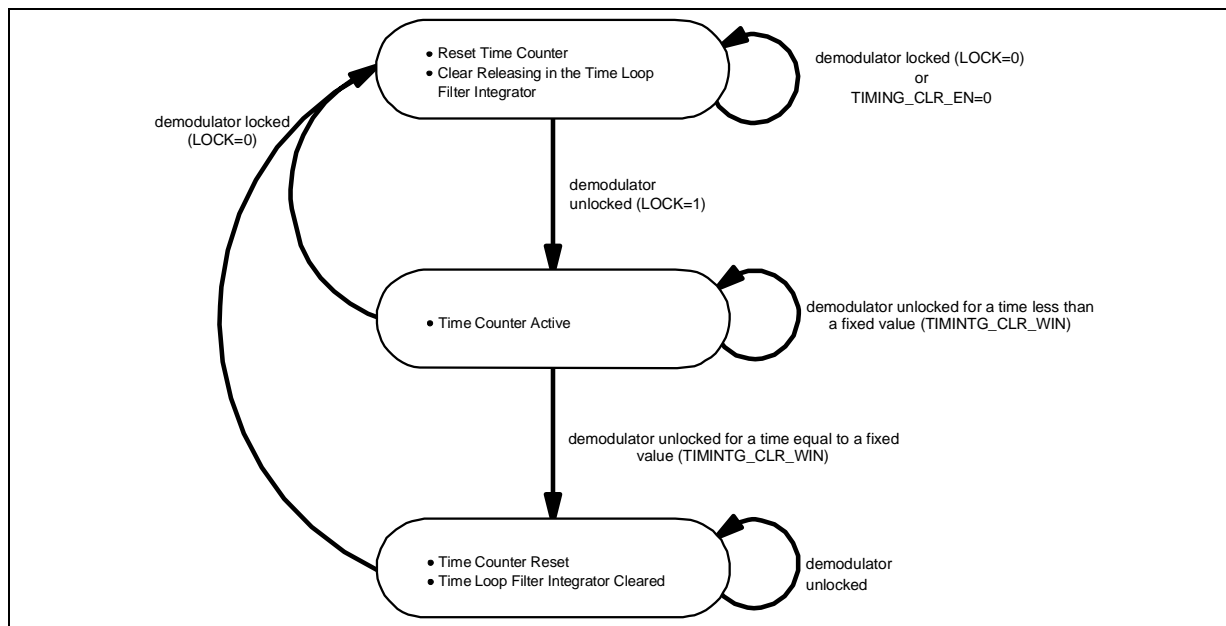 • Reset Time Counter
• Clear Releasing in the Time Loop
Filter Integrator
demodulator locked (LOCK=0)
or
TIMING_CLR_EN=0
demodulator locked
(LOCK=0)
demodulator
unlocked (LOCK=1)
• Time Counter Active
demodulator unlocked for a time less than
a fixed value (TIMINTG_CLR_WIN)
demodulator unlocked for a time equal to a fixed
value (TIMINTG_CLR_WIN)
• Time Counter Reset
• Time Loop Filter Integrator Cleared
demodulator
unlocked